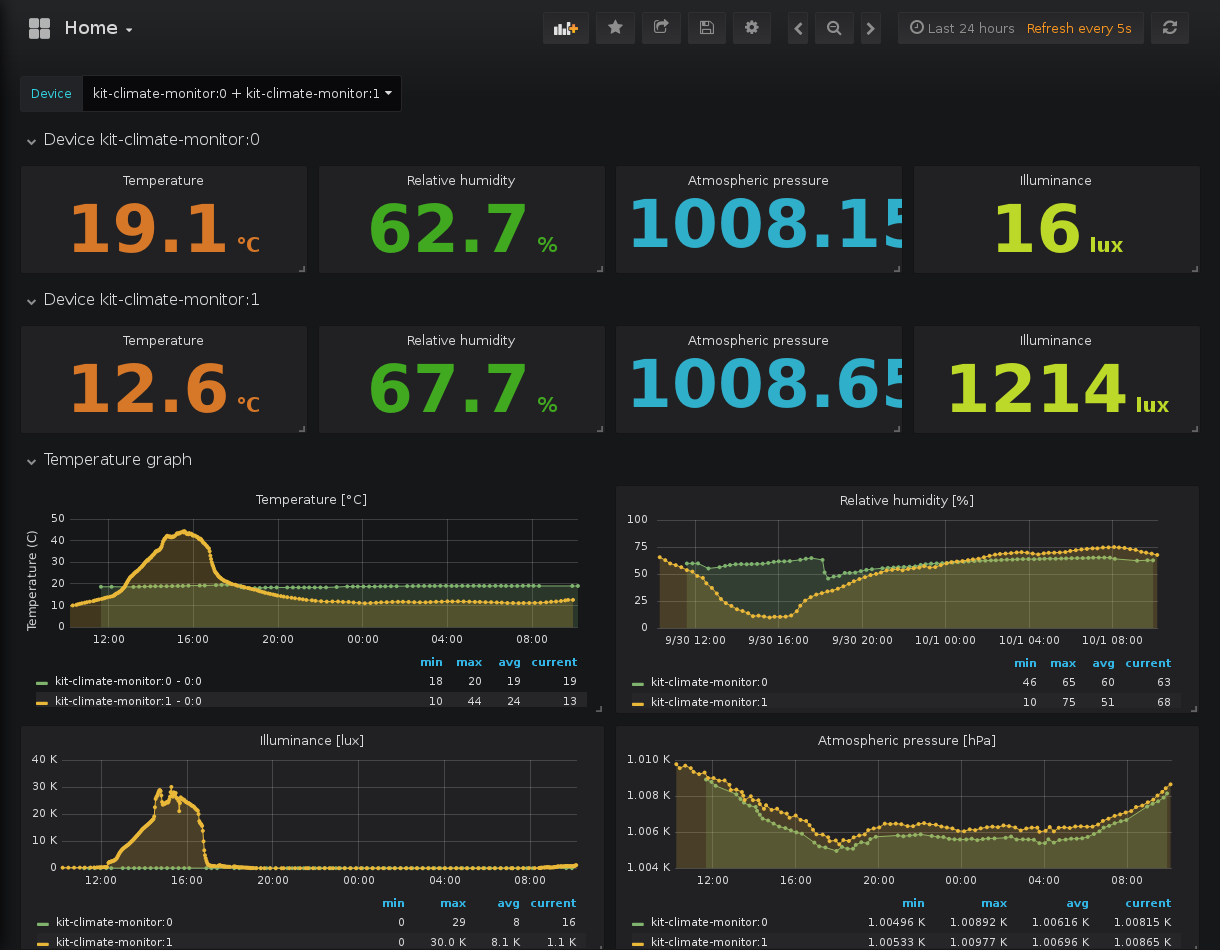 Home
Last 24 hours Refresh every 5s
Device kit-climate-monitor:0 + kit-climate-monitor:1
Device kit-climate-monitor:0
Temperature Relative humidity Atmospheric pressure Illuminance
19.1 °C 62.7 % 1008.15 16 lux
Device kit-climate-monitor:1
Temperature Relative humidity Atmospheric pressure Illuminance
12.6 °C 67.7 % 1008.65 1214 lux
Temperature graph
Temperature [°C]
Temperature (C)
50
40
30
20
10
0
12:00 16:00 20:00 00:00 04:00 08:00
min max avg current
kit-climate-monitor:0 - 0:0 18 20 19 19
kit-climate-monitor:1 - 0:0 10 44 24 13
Relative humidity [%]
100
75
50
25
0
9/30 12:00 9/30 16:00 9/30 20:00 10/1 00:00 10/1 04:00 10/1 08:00
min max avg current
kit-climate-monitor:0 46 65 60 63
kit-climate-monitor:1 10 75 51 68
Illuminance [lux]
40 K
30 K
20 K
10 K
0
12:00 16:00 20:00 00:00 04:00 08:00
min max avg current
kit-climate-monitor:0 0 29 8 16
kit-climate-monitor:1 0 30.0 K 8.1 K 1.1 K
Atmospheric pressure [hPa]
1.010 K
1.008 K
1.006 K
1.004 K
12:00 16:00 20:00 00:00 04:00 08:00
min max avg current
kit-climate-monitor:0 1.00496 K 1.00892 K 1.00616 K 1.00815 K
kit-climate-monitor:1 1.00533 K 1.00977 K 1.00696 K 1.00865 K